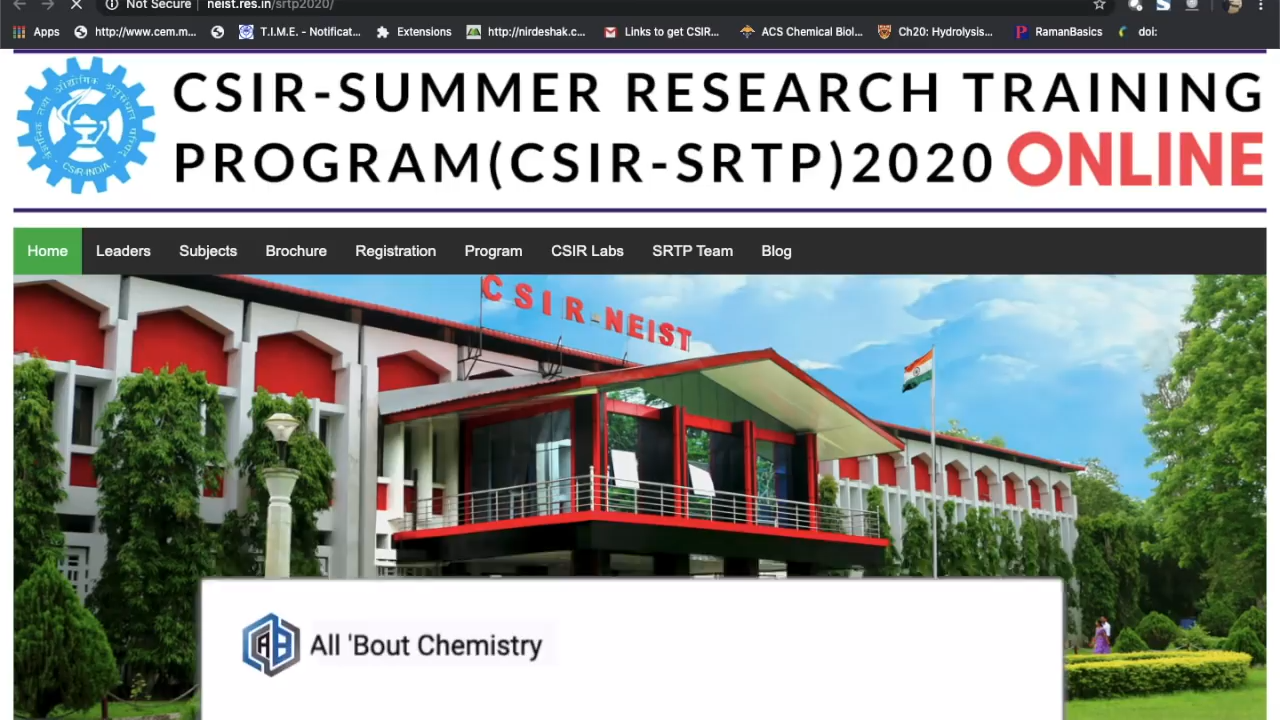 Not Secure | neist.res.in/srtp2020/
Apps http://www.cem.m... T.I.M.E. - Notificat... Extensions http://nirdeshak.c... Links to get CSIR... ACS Chemical Biol... Ch20: Hydrolysis... RamanBasics doi:
CSIR-SUMMER RESEARCH TRAINING
PROGRAM(CSIR-SRTP)2020 ONLINE
CSIR-INDIA
Home Leaders Subjects Brochure Registration Program CSIR Labs SRTP Team Blog
CSIR-NEIST
All 'Bout Chemistry